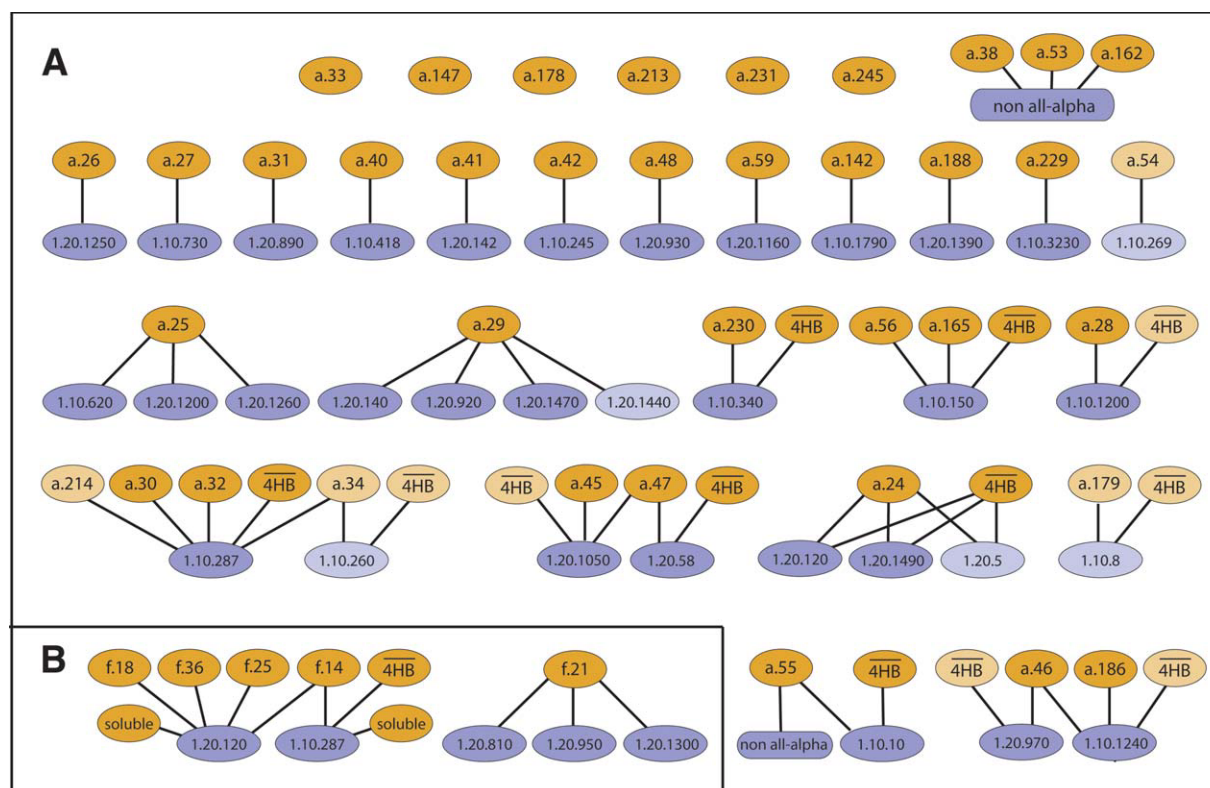 A
a.33 a.147 a.178 a.213 a.231 a.245 a.38 a.53 a.162
non all-alpha
a.26 a.27 a.31 a.40 a.41 a.42 a.48 a.59 a.142 a.188 a.229 a.54
1.20.1250 1.10.730 1.20.890 1.10.418 1.20.142 1.10.245 1.20.930 1.20.1160 1.10.1790 1.20.1390 1.10.3230 1.10.269
a.25 a.29 a.230 4HB a.56 a.165 4HB a.28 4HB
1.10.620 1.20.1200 1.20.1260 1.20.140 1.20.920 1.20.1470 1.20.1440 1.10.340 1.10.150 1.10.1200
a.214 a.30 a.32 4HB a.34 4HB 4HB a.45 a.47 4HB a.24 4HB a.179 4HB
1.10.287 1.10.260 1.20.1050 1.20.58 1.20.120 1.20.1490 1.20.5 1.10.8
B
f.18 f.36 f.25 f.14 4HB f.21 a.55 4HB 4HB a.46 a.186 4HB
soluble soluble
1.20.120 1.10.287 1.20.810 1.20.950 1.20.1300 non all-alpha 1.10.10 1.20.970 1.10.1240